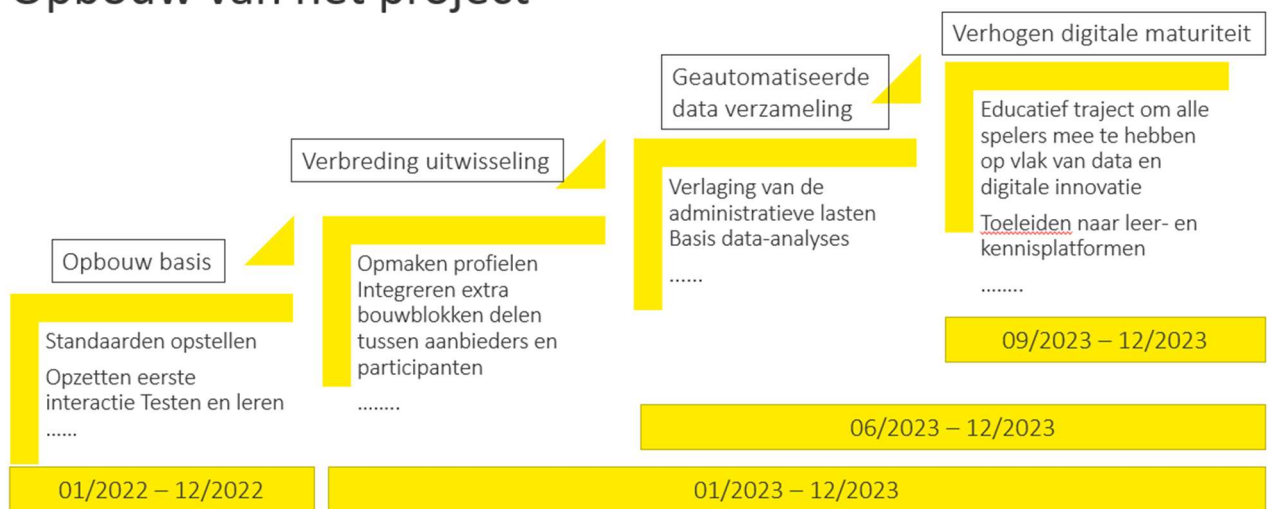 Opbouw van het project
Opbouw basis
Standaarden opstellen
Opzetten eerste
interactie Testen en leren
......
01/2022 – 12/2022
Verbreding uitwisseling
Opmaken profielen
Integreren extra
bouwblokken delen
tussen aanbieders en
participanten
........
01/2023 – 12/2023
Geautomatiseerde
data verzameling
Verlaging van de
administratieve lasten
Basis data-analyses
......
06/2023 – 12/2023
Verhogen digitale maturiteit
Educatief traject om alle
spelers mee te hebben
op vlak van data en
digitale innovatie
Toeleiden naar leer- en
kennisplatformen
........
09/2023 – 12/2023